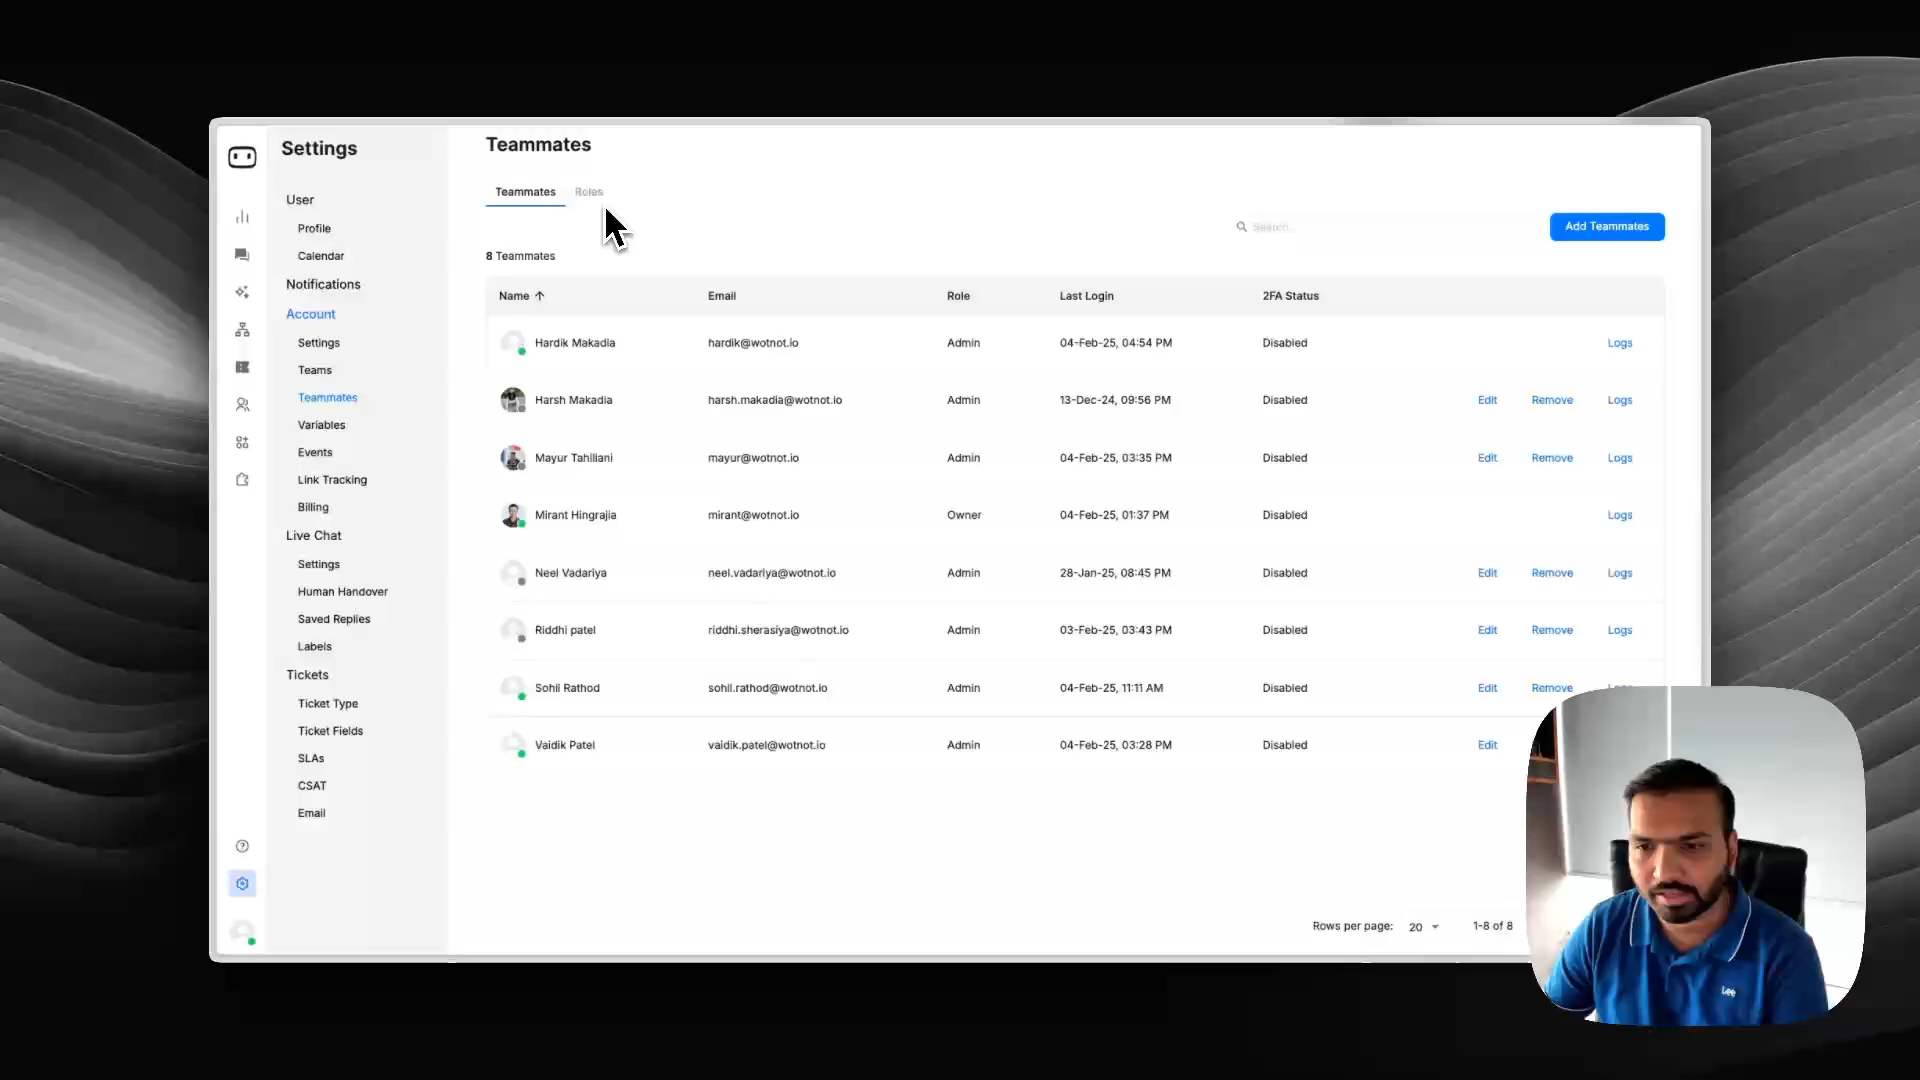 Settings
User
Profile
Calendar
Notifications
Account
Settings
Teams
Teammates
Variables
Events
Link Tracking
Billing
Live Chat
Settings
Human Handover
Saved Replies
Labels
Tickets
Ticket Type
Ticket Fields
SLAs
CSAT
Email
Teammates
Teammates Roles
Search...
Add Teammates
8 Teammates
Name Email Role Last Login 2FA Status
Hardik Makadia hardik@wotnot.io Admin 04-Feb-25, 04:54 PM Disabled Logs
Harsh Makadia harsh.makadia@wotnot.io Admin 13-Dec-24, 09:56 PM Disabled Edit Remove Logs
Mayur Tahiliani mayur@wotnot.io Admin 04-Feb-25, 03:35 PM Disabled Edit Remove Logs
Mirant Hingrajia mirant@wotnot.io Owner 04-Feb-25, 01:37 PM Disabled Logs
Neel Vadariya neel.vadariya@wotnot.io Admin 28-Jan-25, 08:45 PM Disabled Edit Remove Logs
Riddhi patel riddhi.sherasiya@wotnot.io Admin 03-Feb-25, 03:43 PM Disabled Edit Remove Logs
Sohil Rathod sohil.rathod@wotnot.io Admin 04-Feb-25, 11:11 AM Disabled Edit Remove Logs
Vaidik Patel vaidik.patel@wotnot.io Admin 04-Feb-25, 03:28 PM Disabled Edit
Rows per page: 20 1-8 of 8
Lee